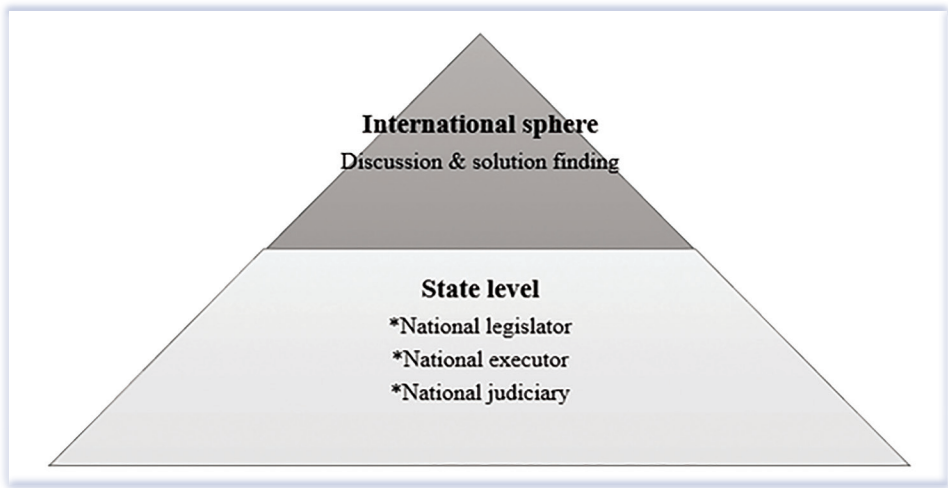 International sphere
Discussion & solution finding
State level
*National legislator
*National executor
*National judiciary